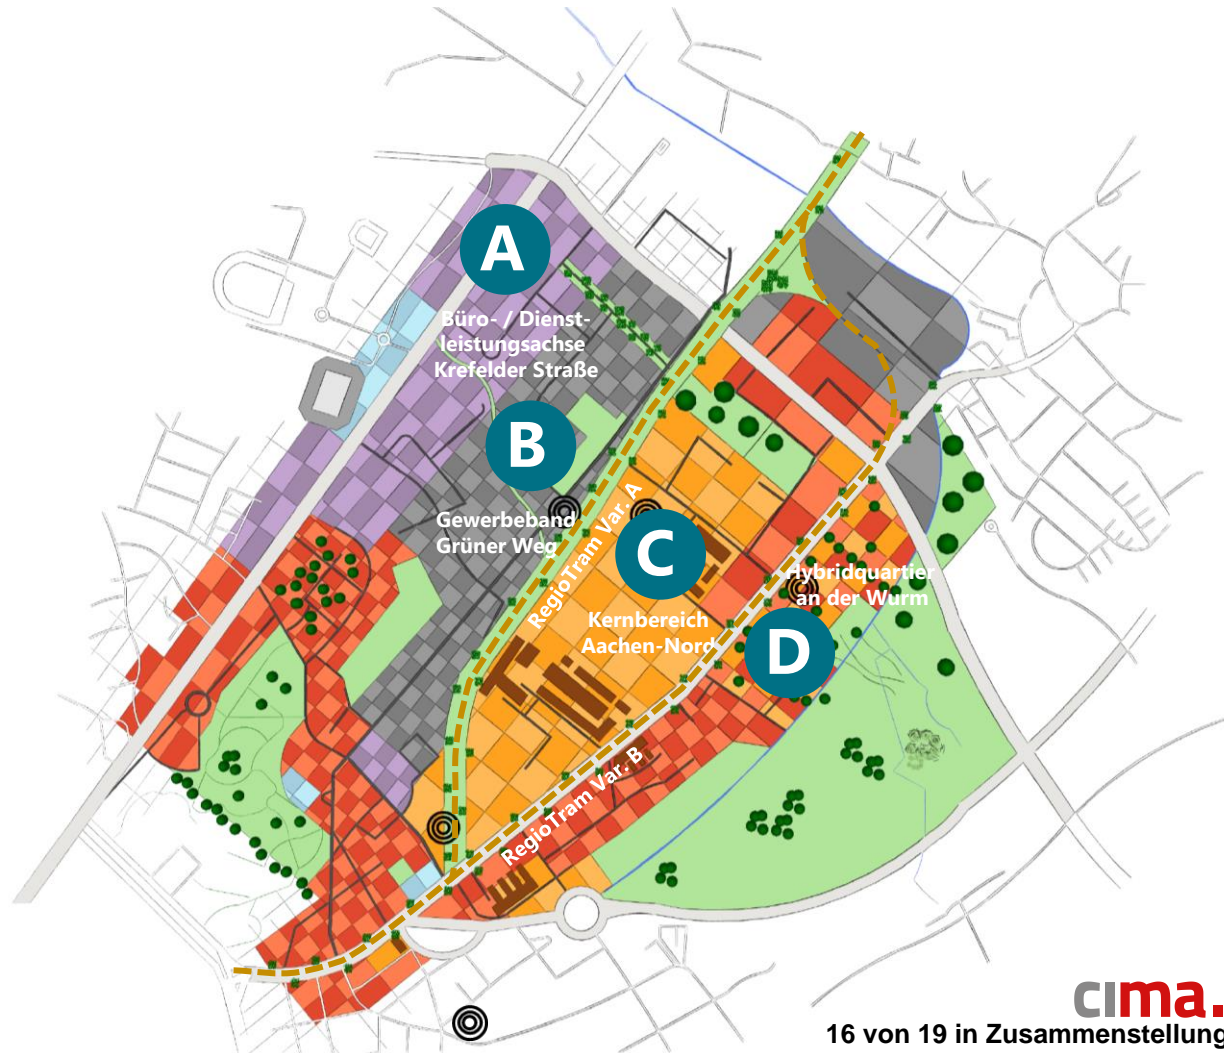 A
Büro- / Dienst-
leistungsachse
Krefelder Straße
B
Gewerbeband
Grüner Weg
RegioTram Var. A
C
Kernbereich
Aachen-Nord
Hybridquartier
an der Wurm
D
RegioTram Var. B
cima.
16 von 19 in Zusammenstellung